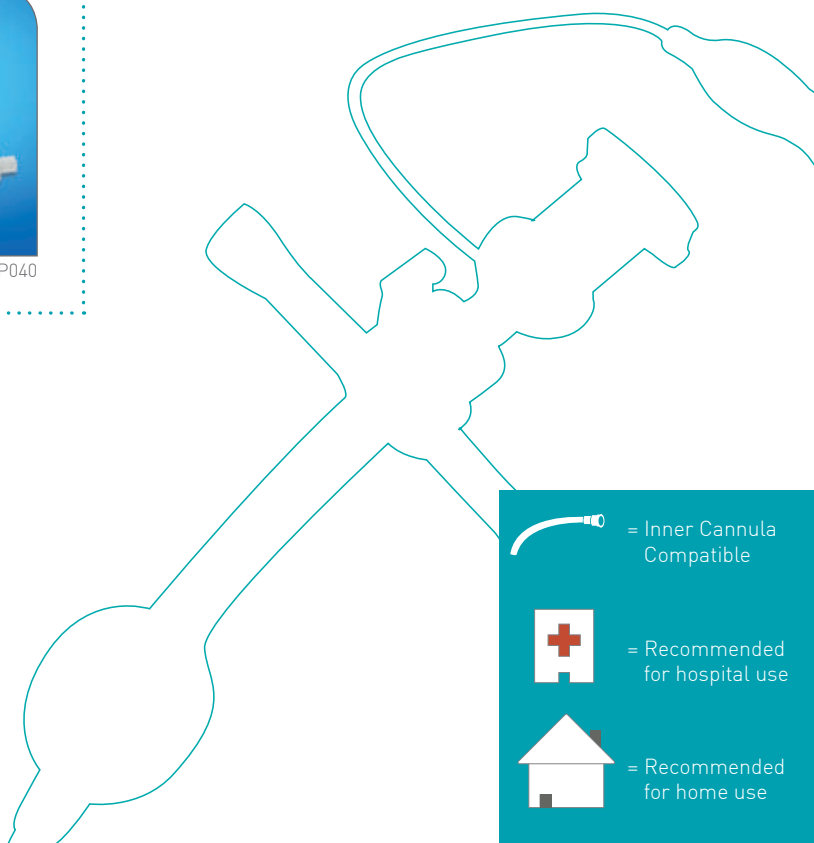 P040
= Inner Cannula
Compatible
= Recommended
for hospital use
= Recommended
for home use